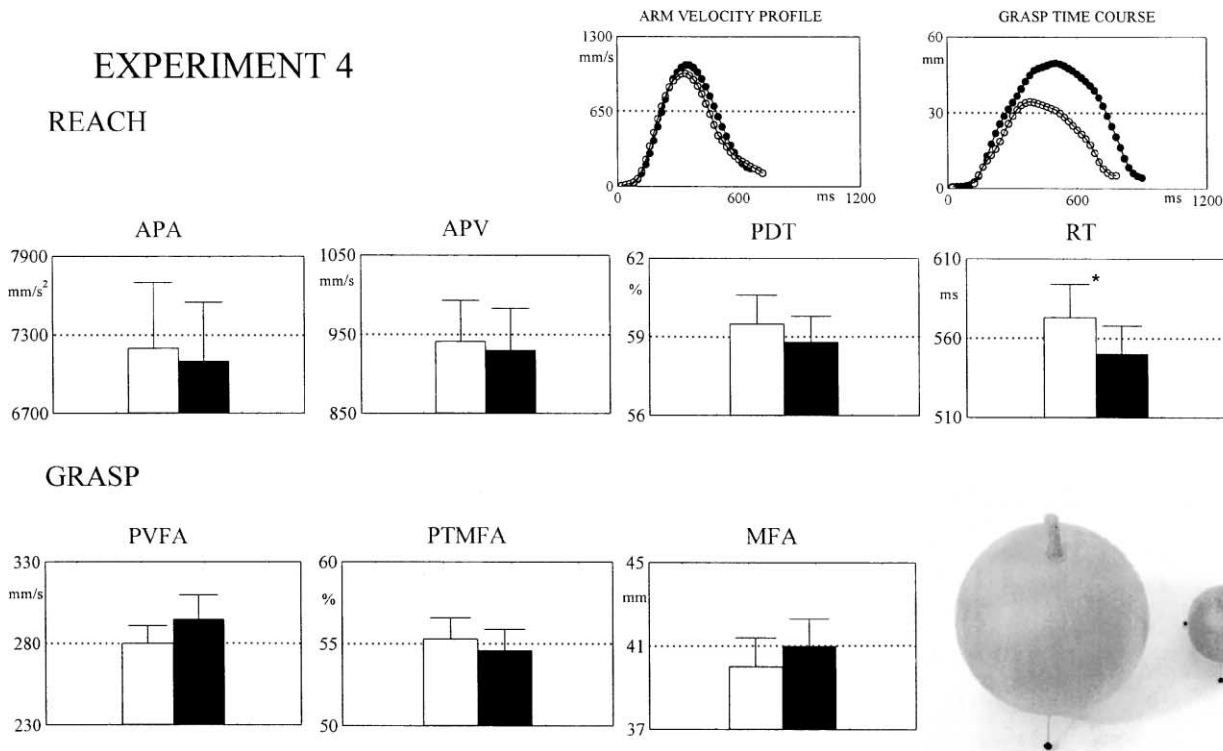 EXPERIMENT 4
REACH
ARM VELOCITY PROFILE
1300
mm/s
650
0
600
ms
1200
GRASP TIME COURSE
60
mm
30
0
0
600
ms
1200
APA
7900
mm/s²
7300
6700
APV
1050
mm/s
950
850
PDT
62
%
59
56
RT
610
ms
560
510
*
GRASP
PVFA
330
mm/s
280
230
PTMFA
60
%
55
50
MFA
45
mm
41
37